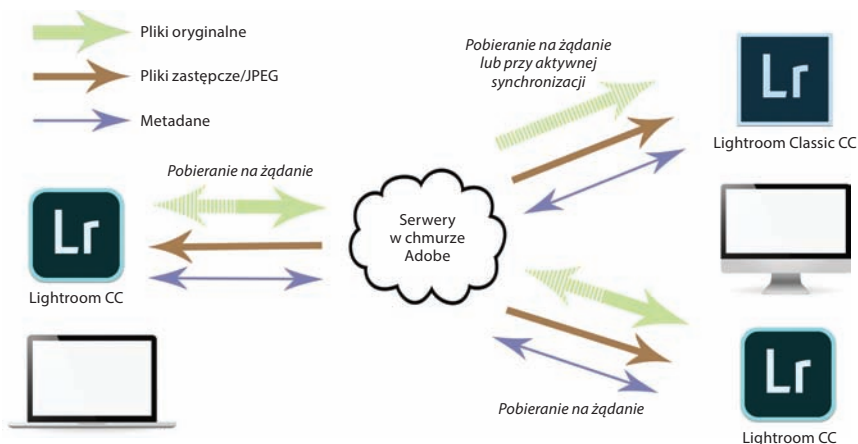 Pliki oryginalne
Pliki zastępcze/JPEG
Metadane
Pobieranie na żądanie
lub przy aktywnej
synchronizacji
Lr
Lightroom Classic CC
Pobieranie na żądanie
Lr
Lightroom CC
Serwery
w chmurze
Adobe
Pobieranie na żądanie
Lr
Lightroom CC